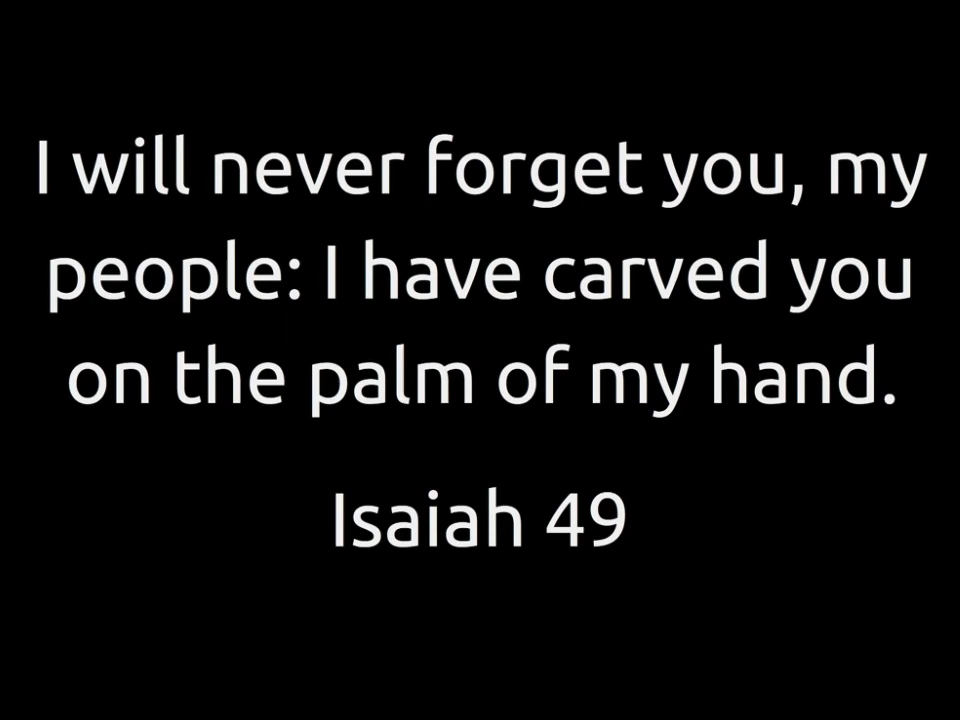 I will never forget you, my
people: I have carved you
on the palm of my hand.
Isaiah 49